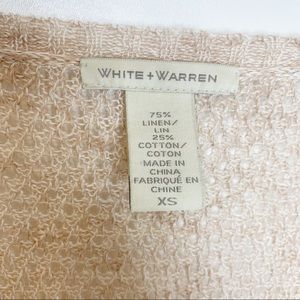 WHITE+WARREN
75%
LINEN/
LIN
25%
COTTON/
COTON
MADE IN
CHINA
FABRIQUÉ EN
CHINE
XS